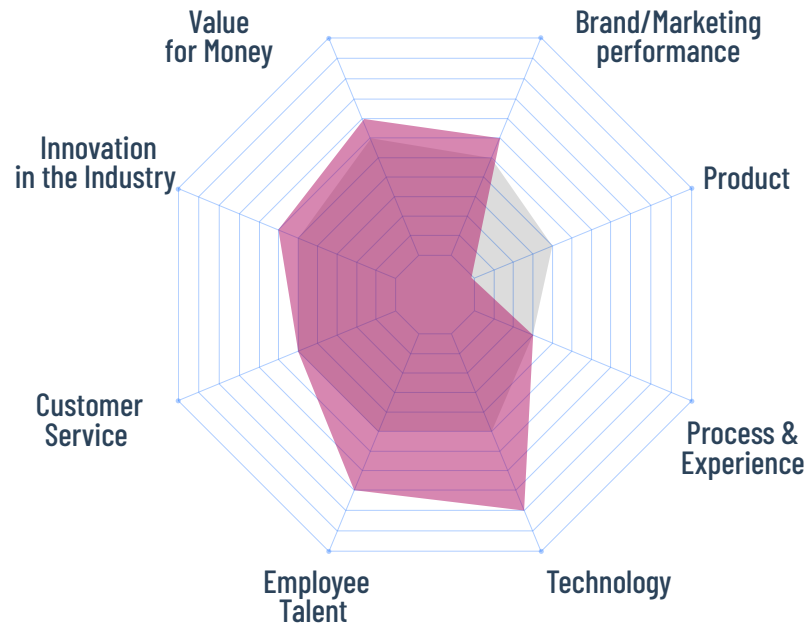 Value
for Money
Brand/Marketing
performance
Innovation
in the Industry
Product
Customer
Service
Process &
Experience
Employee
Talent
Technology